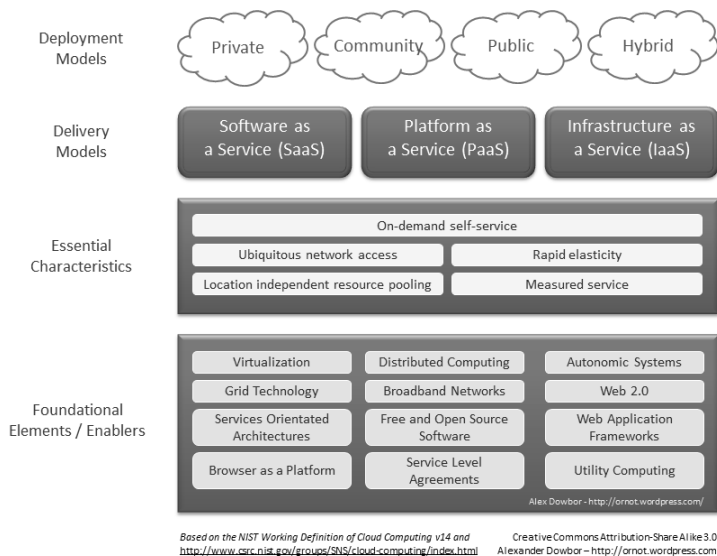 Deployment
Models
Private
Community
Public
Hybrid
Delivery
Models
Software as
a Service (SaaS)
Platform as
a Service (PaaS)
Infrastructure as
a Service (IaaS)
Essential
Characteristics
On-demand self-service
Ubiquitous network access
Rapid elasticity
Location independent resource pooling
Measured service
Foundational
Elements / Enablers
Virtualization
Distributed Computing
Autonomic Systems
Grid Technology
Broadband Networks
Web 2.0
Services Orientated
Architectures
Free and Open Source
Software
Web Application
Frameworks
Browser as a Platform
Service Level
Agreements
Utility Computing
Alex Dowbor - http://ornot.wordpress.com/
Based on the NIST Working Definition of Cloud Computing v14 and
http://www.csrc.nist.gov/groups/SNS/cloud-computing/index.html
Creative Commons Attribution-Share Alike 3.0
Alexander Dowbor – http://ornot.wordpress.com